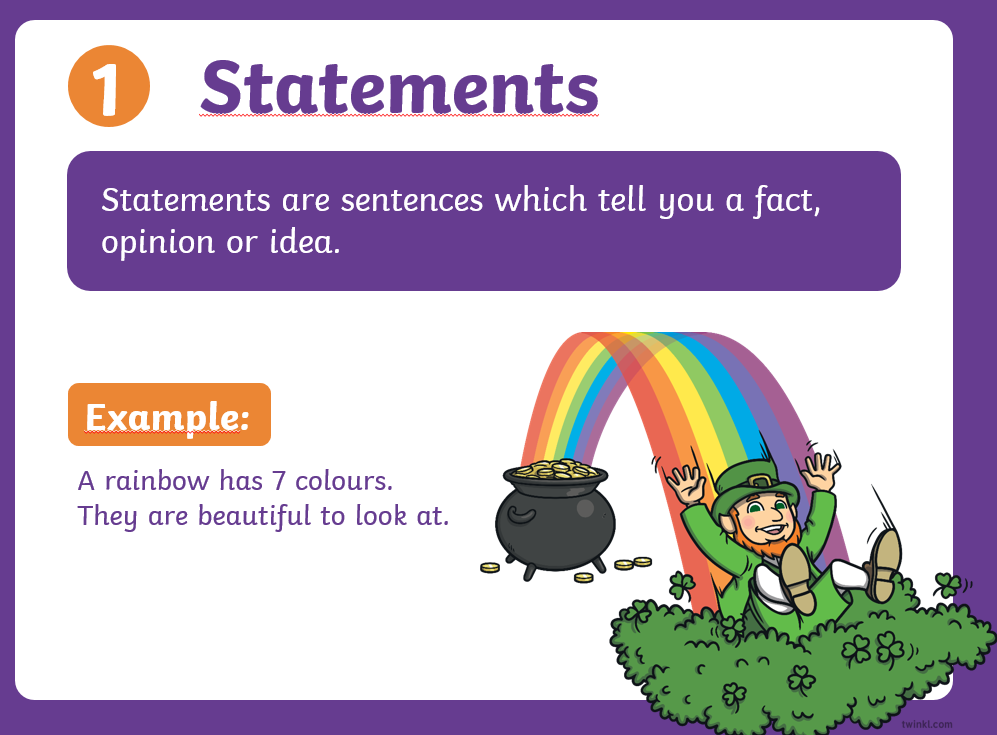 1
Statements
Statements are sentences which tell you a fact,
opinion or idea.
Example:
A rainbow has 7 colours.
They are beautiful to look at.
twinkl.com